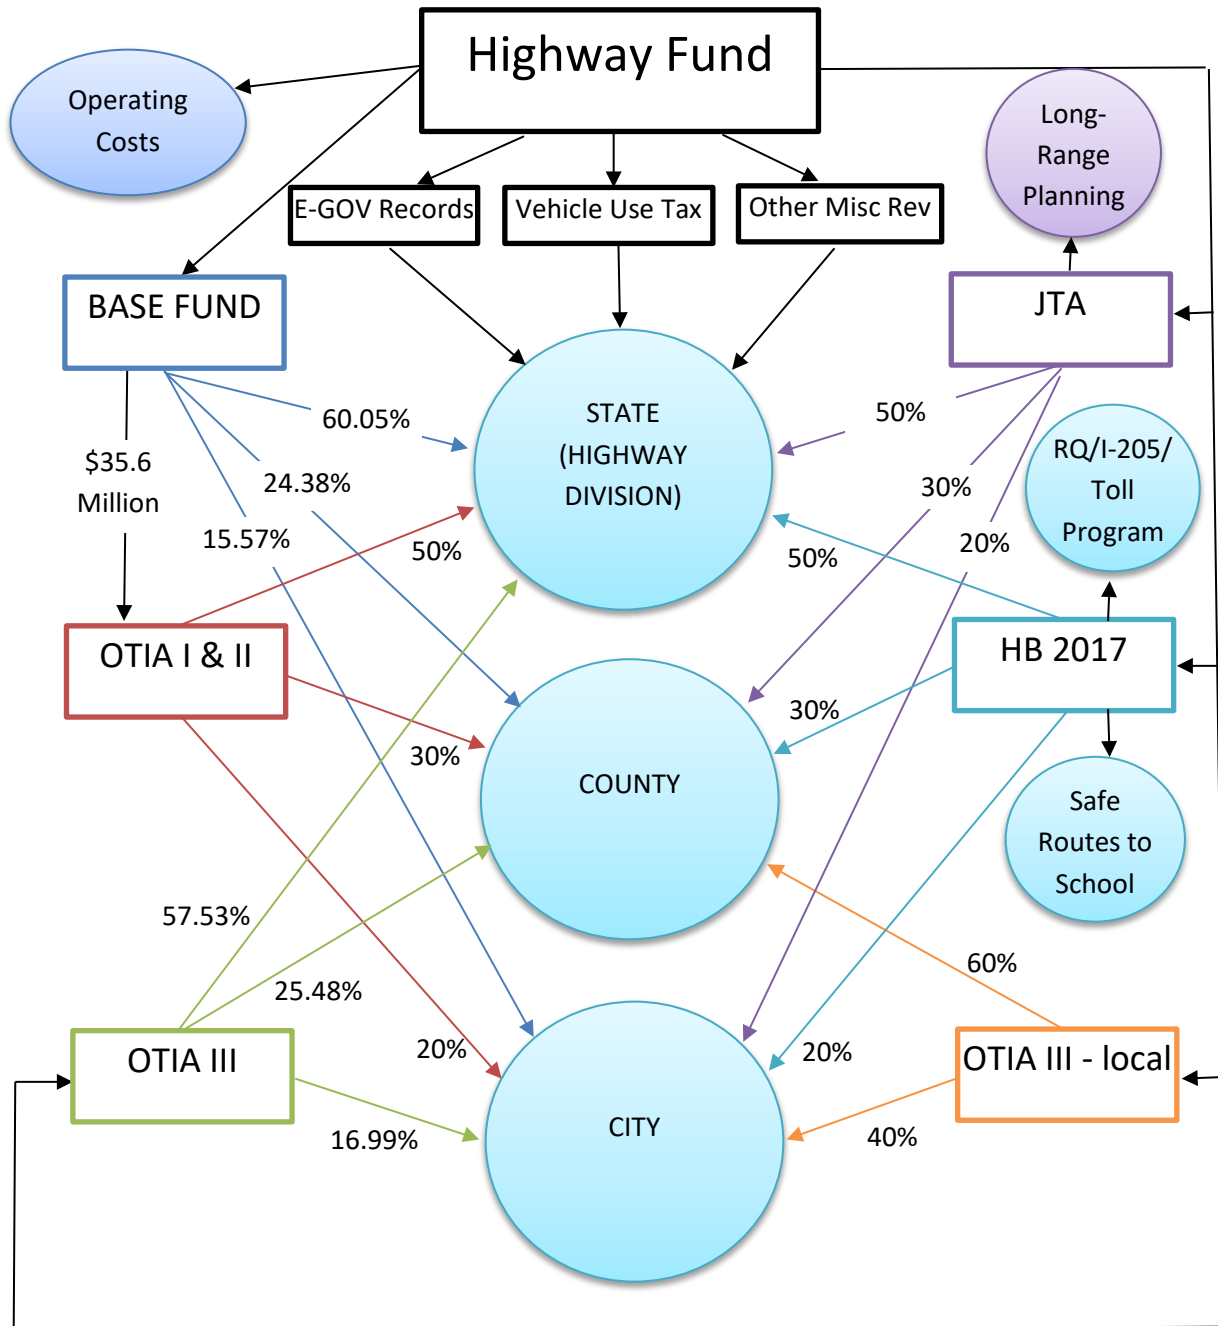 Highway Fund
Operating
Costs
Long-
Range
Planning
E-GOV Records
Vehicle Use Tax
Other Misc Rev
BASE FUND
JTA
STATE
(HIGHWAY
DIVISION)
60.05%
50%
$35.6
Million
24.38%
30%
RQ/I-205/
Toll
Program
15.57%
50%
50%
20%
OTIA I & II
HB 2017
30%
30%
COUNTY
Safe
Routes to
School
57.53%
25.48%
60%
OTIA III
20%
20%
OTIA III - local
16.99%
CITY
40%